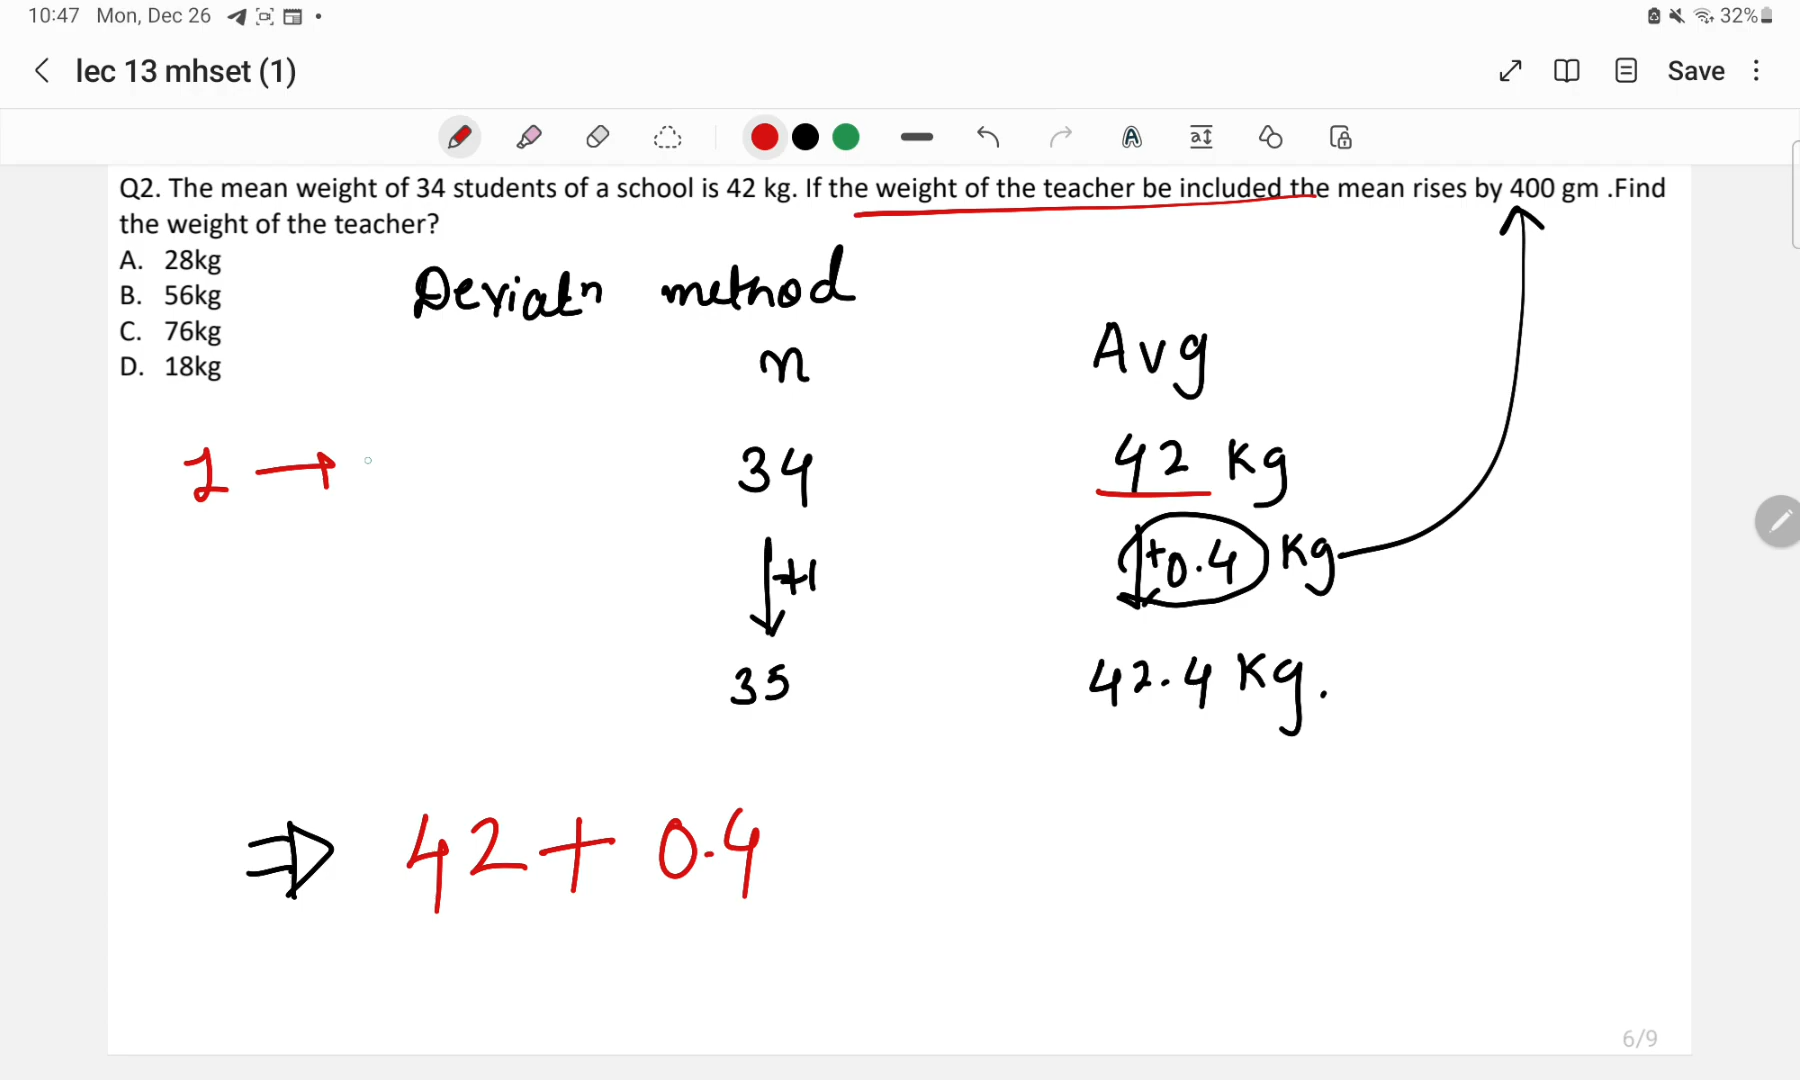 10:47 Mon, Dec 26 32%
lec 13 mhset (1) Save
Q2. The mean weight of 34 students of a school is 42 kg. If the weight of the teacher be included the mean rises by 400 gm .Find
the weight of the teacher?
A. 28kg
B. 56kg
C. 76kg
D. 18kg
Deviatn method
n Avg
1 → 34 42 kg
+1 +0.4 kg
35 42.4 kg.
⇒ 42 + 0.4
6/9